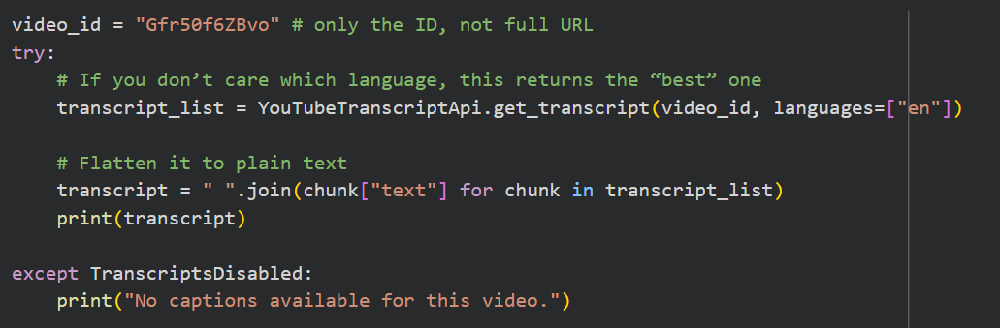 video_id = "Gfr50f6ZBvo" # only the ID, not full URL
try:
    # If you don’t care which language, this returns the “best” one
    transcript_list = YouTubeTranscriptApi.get_transcript(video_id, languages=["en"])

    # Flatten it to plain text
    transcript = " ".join(chunk["text"] for chunk in transcript_list)
    print(transcript)

except TranscriptsDisabled:
    print("No captions available for this video.")